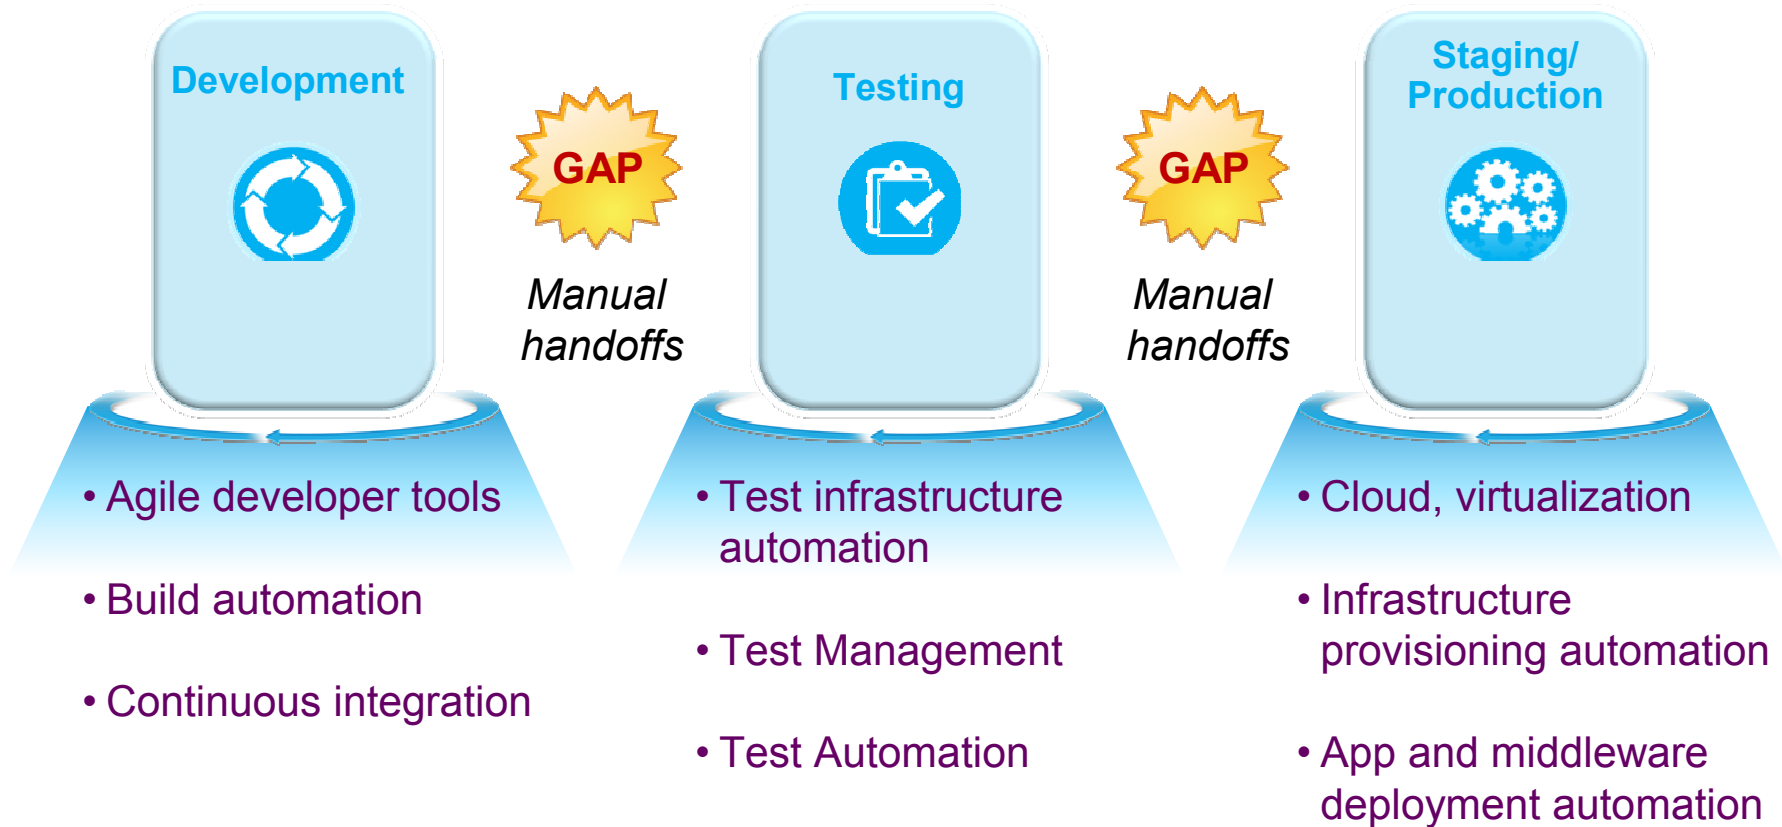 Development
GAP
Manual
handoffs
Testing
GAP
Manual
handoffs
Staging/
Production
• Agile developer tools
• Build automation
• Continuous integration
• Test infrastructure
automation
• Test Management
• Test Automation
• Cloud, virtualization
• Infrastructure
provisioning automation
• App and middleware
deployment automation